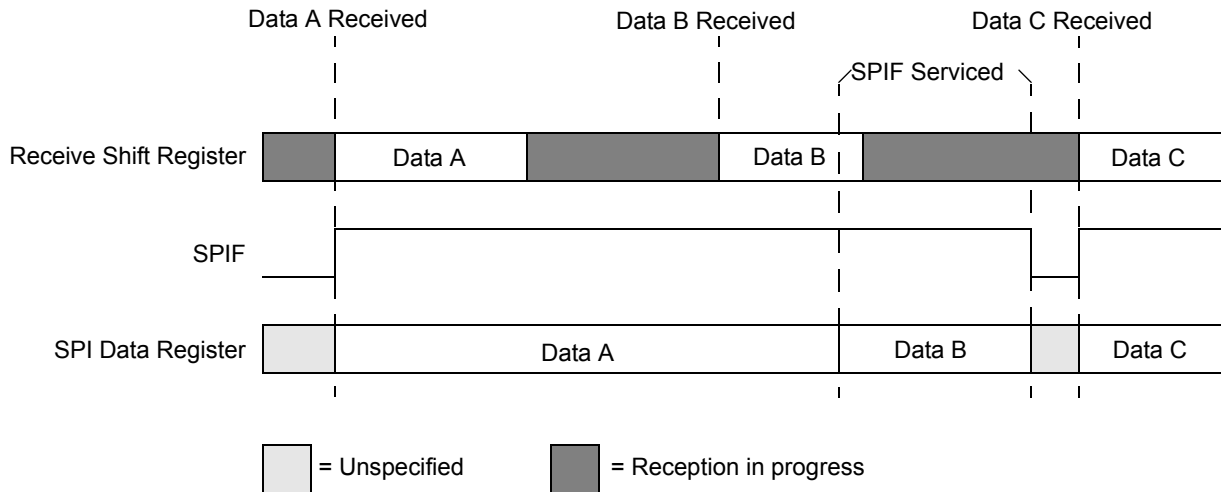 Data A Received
Data B Received
Data C Received
SPIF Serviced
Receive Shift Register
Data A
Data B
Data C
SPIF
SPI Data Register
Data A
Data B
Data C
= Unspecified
= Reception in progress